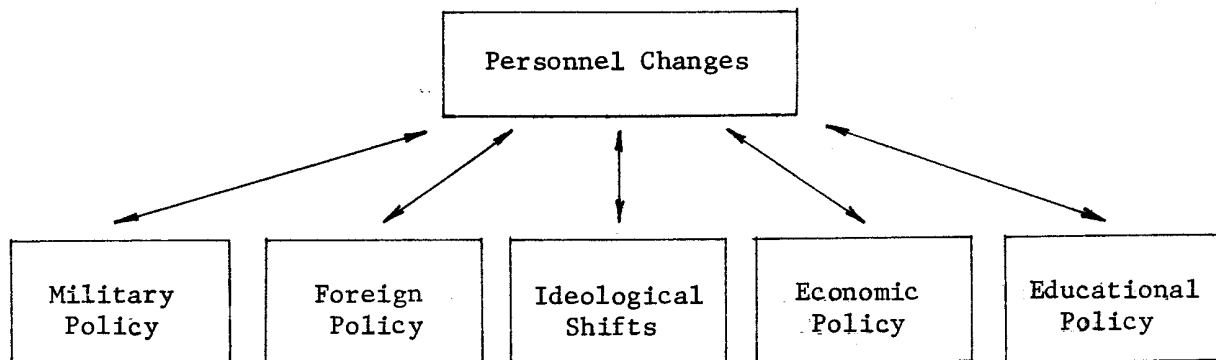 Personnel Changes
Military
Policy
Foreign
Policy
Ideological
Shifts
Economic
Policy
Educational
Policy